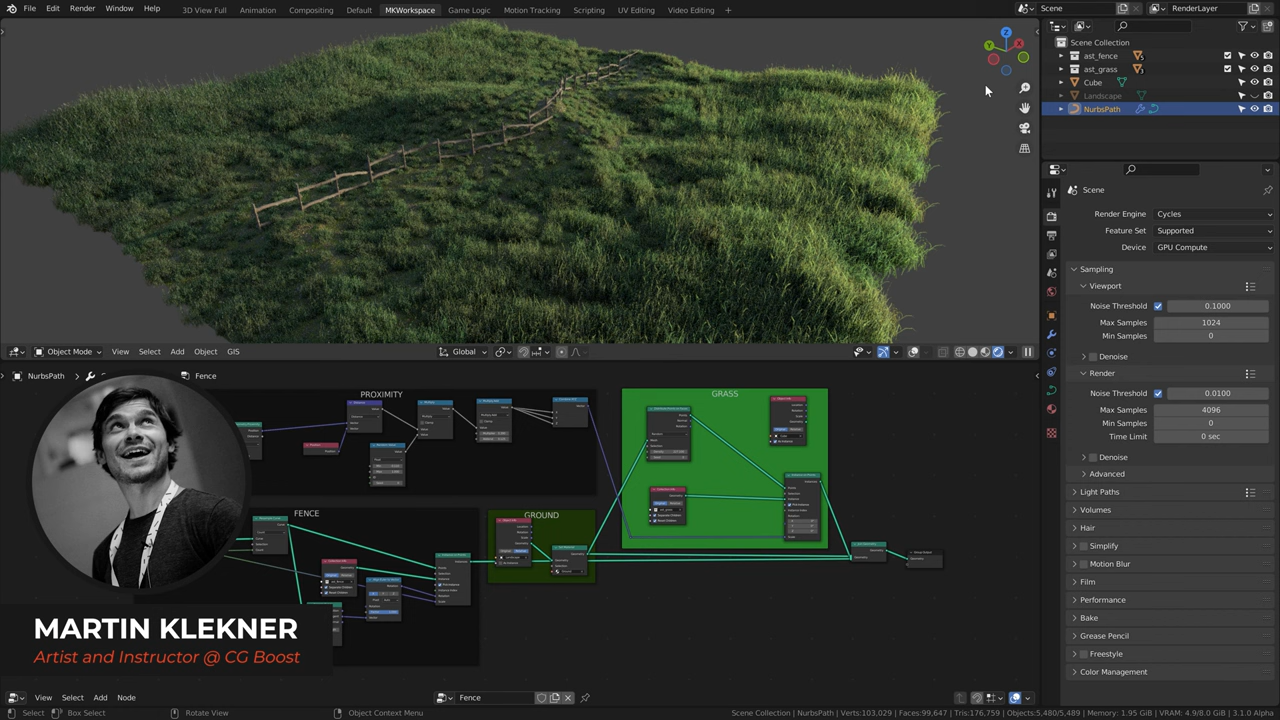 File Edit Render Window Help 3D View Full Animation Compositing Default MKWorkspace Game Logic Motion Tracking Scripting UV Editing Video Editing + Scene RenderLayer
Scene Collection
ast_fence
ast_grass
Cube
Landscape
NurbsPath
Scene
Render Engine Cycles
Feature Set Supported
Device GPU Compute
Sampling
Viewport
Noise Threshold 0.1000
Max Samples 1024
Min Samples 0
Denoise
Render
Noise Threshold 0.0100
Max Samples 4096
Min Samples 0
Time Limit 0 sec
Denoise
Advanced
Light Paths
Volumes
Hair
Simplify
Motion Blur
Film
Performance
Bake
Grease Pencil
Freestyle
Color Management
Object Mode View Select Add Object GIS Global
NurbsPath Fence
PROXIMITY
GRASS
FENCE
GROUND
MARTIN KLEKNER
Artist and Instructor @ CG Boost
View Select Add Node Fence
Select Box Select Rotate View Object Context Menu Scene Collection | NurbsPath | Verts:103,029 | Faces:99,647 | Tris:176,759 | Objects:5,480/5,489 | Memory: 1.95 GiB | VRAM: 4.9/8.0 GiB | 3.1.0 Alpha